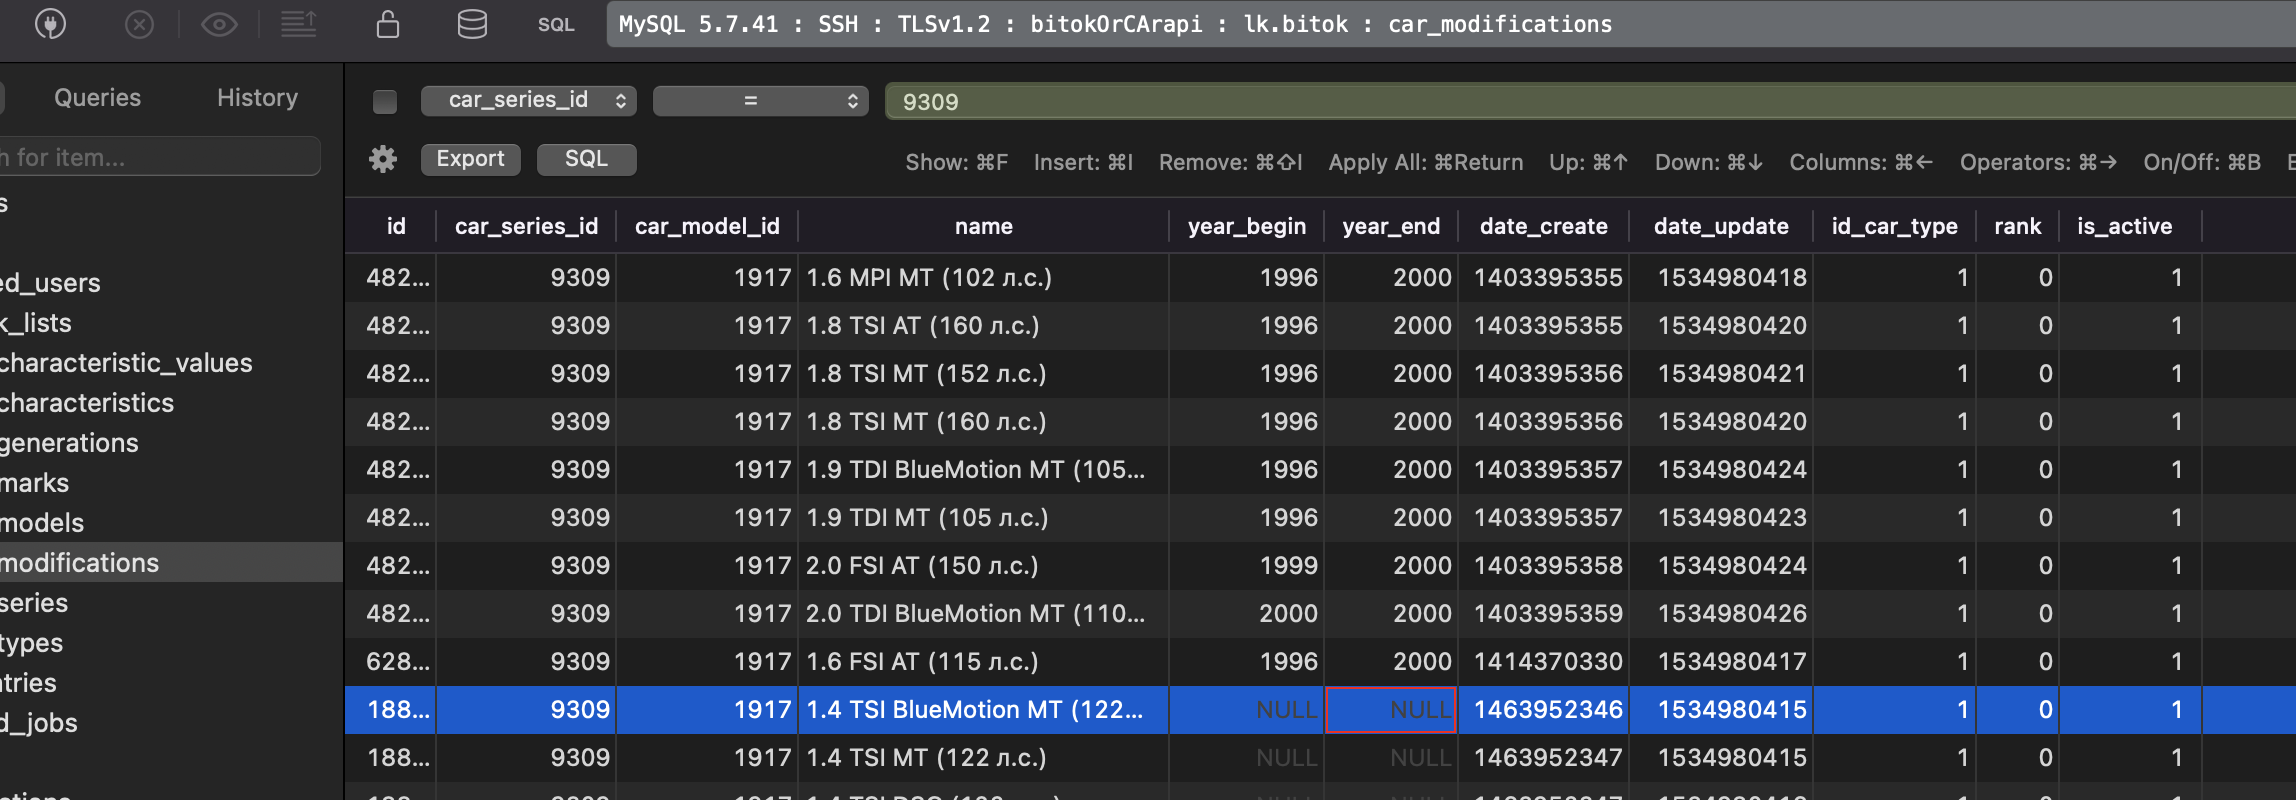 SQL MySQL 5.7.41 : SSH : TLSv1.2 : bitokOrCArapi : lk.bitok : car_modifications
Queries History
car_series_id = 9309
h for item...
Export SQL Show: ⌘F Insert: ⌘I Remove: ⌘⇧I Apply All: ⌘Return Up: ⌘↑ Down: ⌘↓ Columns: ⌘← Operators: ⌘→ On/Off: ⌘B E
s
ed_users
k_lists
characteristic_values
characteristics
generations
marks
models
modifications
series
types
ntries
d_jobs
id car_series_id car_model_id name year_begin year_end date_create date_update id_car_type rank is_active
482... 9309 1917 1.6 MPI MT (102 л.с.) 1996 2000 1403395355 1534980418 1 0 1
482... 9309 1917 1.8 TSI AT (160 л.с.) 1996 2000 1403395355 1534980420 1 0 1
482... 9309 1917 1.8 TSI MT (152 л.с.) 1996 2000 1403395356 1534980421 1 0 1
482... 9309 1917 1.8 TSI MT (160 л.с.) 1996 2000 1403395356 1534980420 1 0 1
482... 9309 1917 1.9 TDI BlueMotion MT (105... 1996 2000 1403395357 1534980424 1 0 1
482... 9309 1917 1.9 TDI MT (105 л.с.) 1996 2000 1403395357 1534980423 1 0 1
482... 9309 1917 2.0 FSI AT (150 л.с.) 1999 2000 1403395358 1534980424 1 0 1
482... 9309 1917 2.0 TDI BlueMotion MT (110... 2000 2000 1403395359 1534980426 1 0 1
628... 9309 1917 1.6 FSI AT (115 л.с.) 1996 2000 1414370330 1534980417 1 0 1
188... 9309 1917 1.4 TSI BlueMotion MT (122... NULL NULL 1463952346 1534980415 1 0 1
188... 9309 1917 1.4 TSI MT (122 л.с.) NULL NULL 1463952347 1534980415 1 0 1